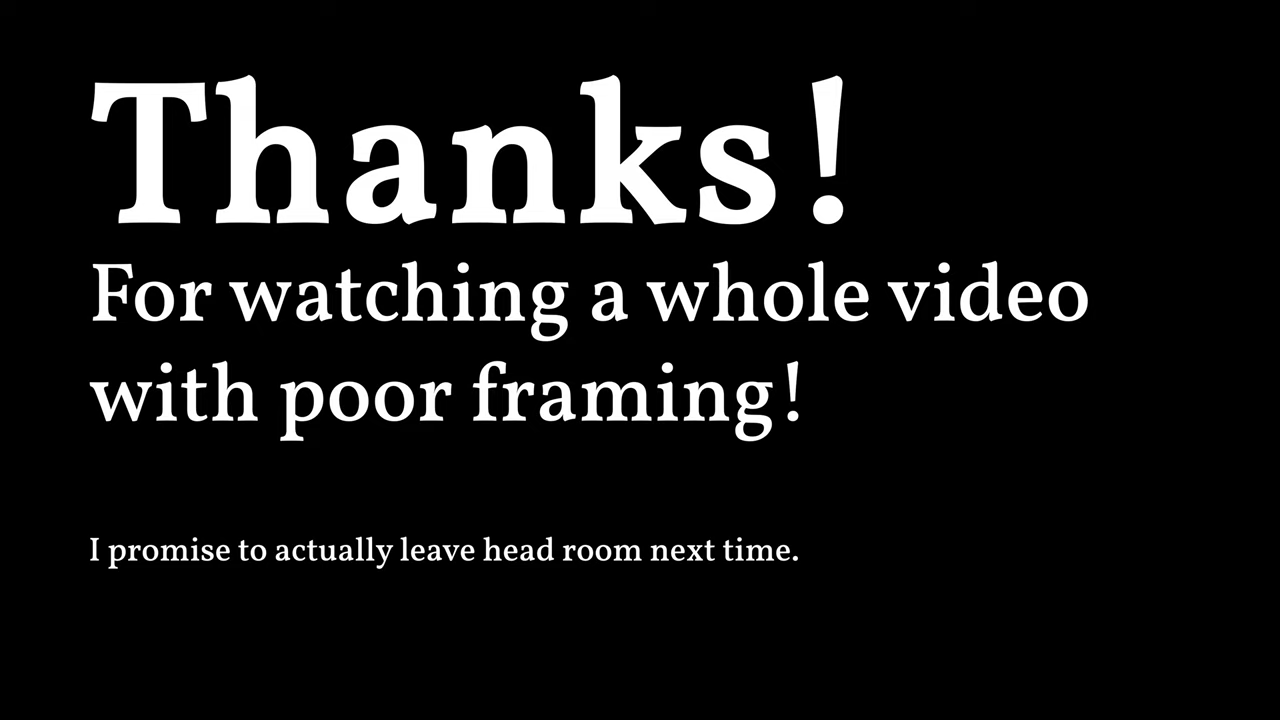 Thanks!
For watching a whole video
with poor framing!
I promise to actually leave head room next time.